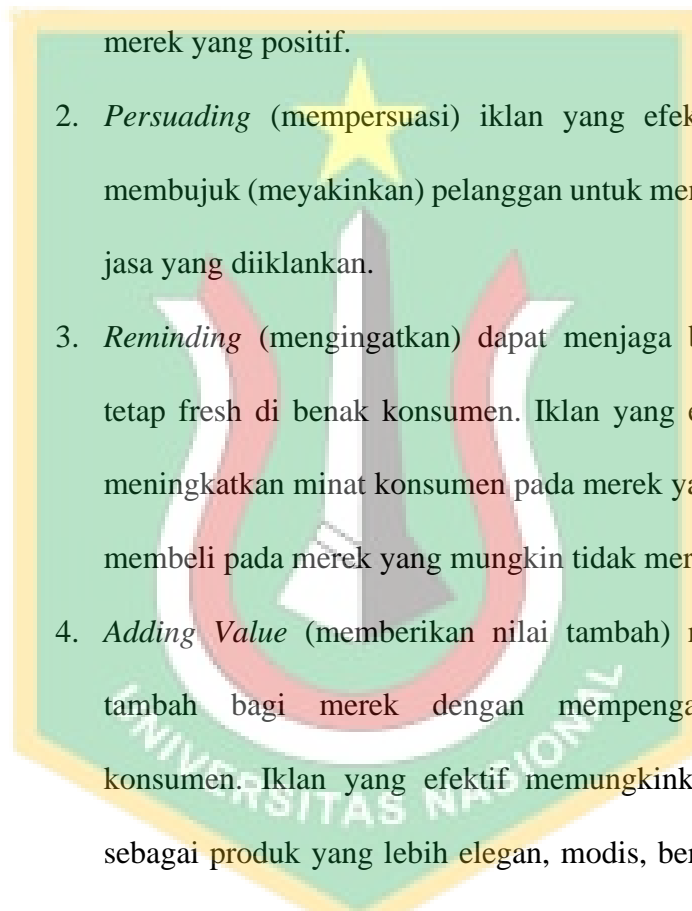 merek yang positif.
2. Persuading (mempersuasi) iklan yang efek
membujuk (meyakinkan) pelanggan untuk me
jasa yang diiklankan.
3. Reminding (mengingatkan) dapat menjaga
tetap fresh di benak konsumen. Iklan yang
meningkatkan minat konsumen pada merek ya
membeli pada merek yang mungkin tidak mer
4. Adding Value (memberikan nilai tambah)
tambah bagi merek dengan mempenga
konsumen. Iklan yang efektif memungkink
sebagai produk yang lebih elegan, modis, ber
UNIVERSITAS NASIONAL